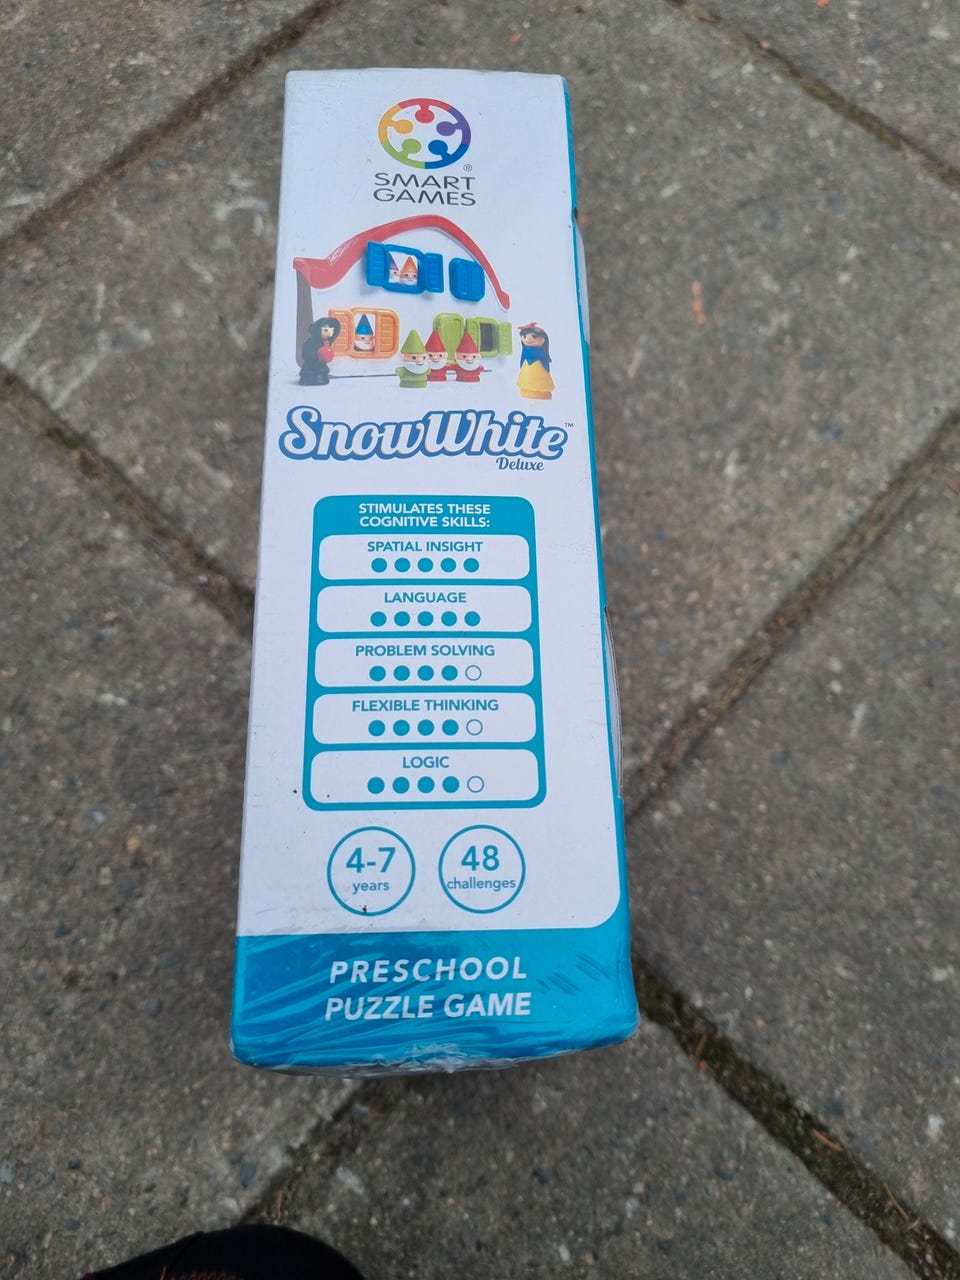 ®
SMART
GAMES
SnowWhite™
Deluxe
STIMULATES THESE
COGNITIVE SKILLS:
SPATIAL INSIGHT
LANGUAGE
PROBLEM SOLVING
FLEXIBLE THINKING
LOGIC
4-7
years
48
challenges
PRESCHOOL
PUZZLE GAME